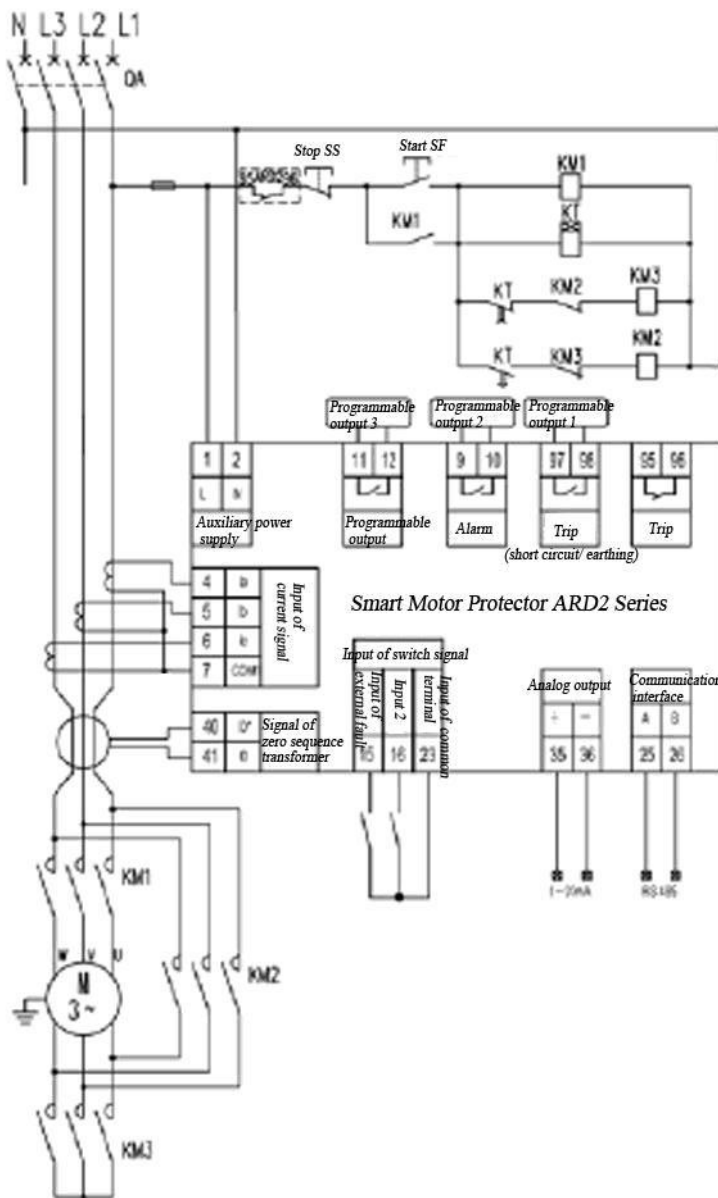 N L3 L2 L1
QA
Stop SS
Start SF
KM1
KT
KM1
KT
KM2
KM3
KT
KM3
KM2
Programmable
output 3
Programmable
output 2
Programmable
output 1
1 2
L N
Auxiliary power
supply
11 12
Programmable
output
9 10
Alarm
97 98
Trip
(short circuit/ earthing)
95 96
Trip
4
5
6
7
Input of
current signal
Smart Motor Protector ARD2 Series
40
41
Signal of
zero sequence
transformer
Input of switch signal
Input of
external fault
Input 2
Input of common
terminal
15 16 23
Analog output
+ −
35 36
Communication
interface
A B
25 26
RS485
KM1
W V U
M
3~
KM2
KM3